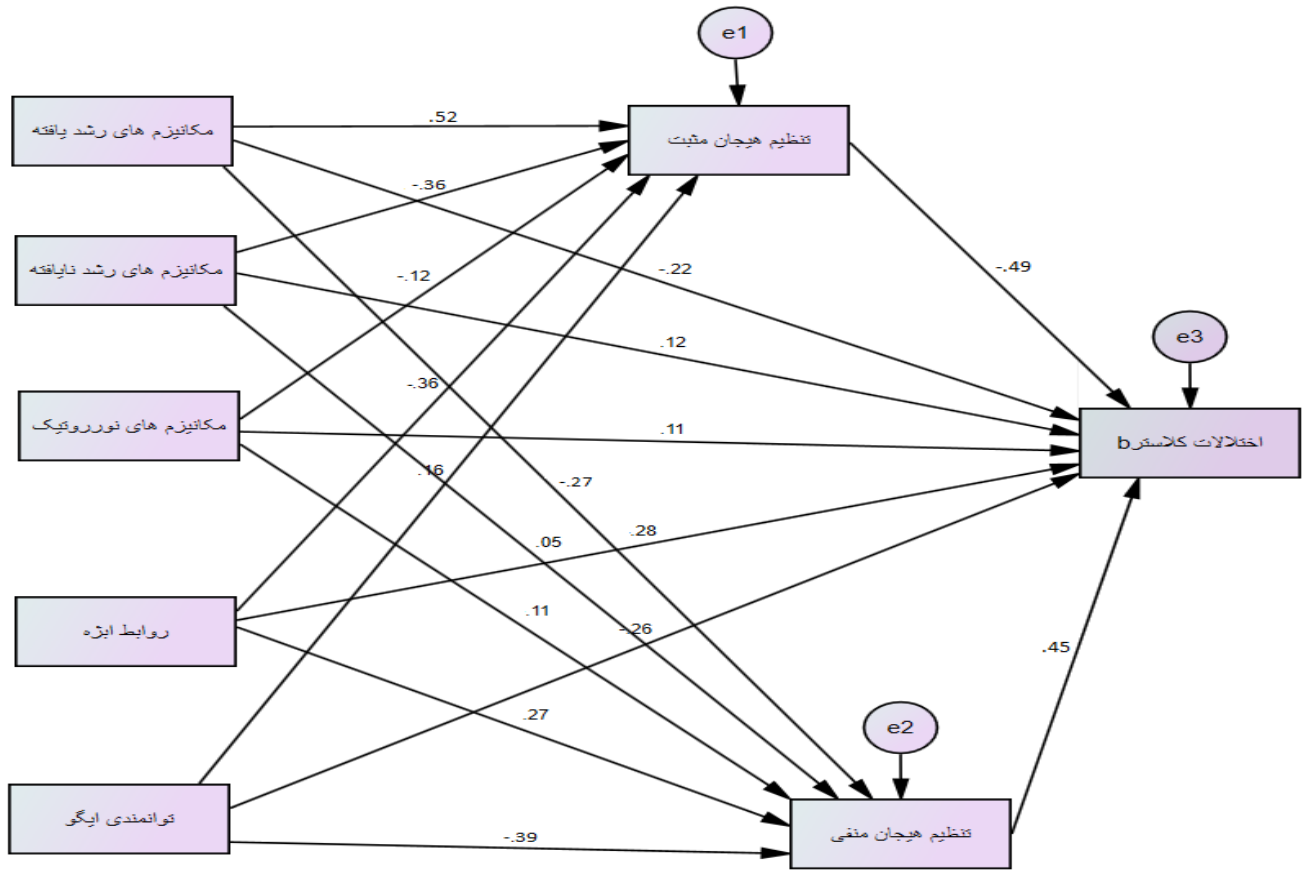 e1
مکانیزم های رشد یافته
.52
تنظیم هیجان مثبت
-.36
مکانیزم های رشد نایافته
-.12
-.22
-.49
e3
.12
-.36
مکانیزم های نورروتیک
.11
اختلالات کلاسترb
.16
-.27
.28
.05
.11
-.26
روابط ابژه
.45
.27
e2
توانمندی ایگو
-.39
تنظیم هیجان منفی